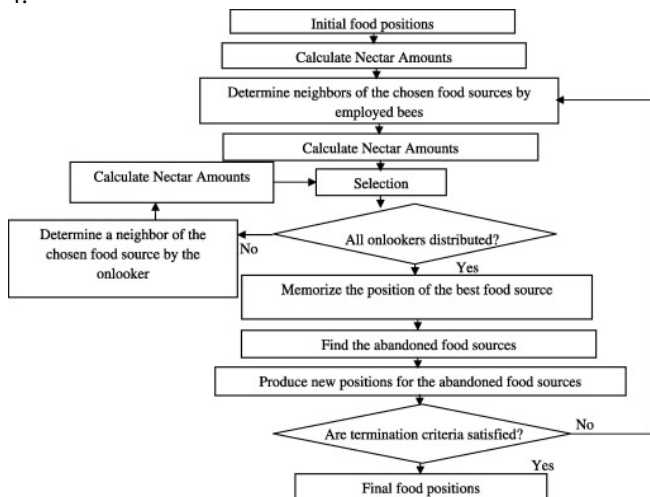 Initial food positions
Calculate Nectar Amounts
Determine neighbors of the chosen food sources by
employed bees
Calculate Nectar Amounts
Calculate Nectar Amounts
Selection
Determine a neighbor of the
chosen food source by the
onlooker
No
All onlookers distributed?
Yes
Memorize the position of the best food source
Find the abandoned food sources
Produce new positions for the abandoned food sources
Are termination criteria satisfied?
No
Yes
Final food positions